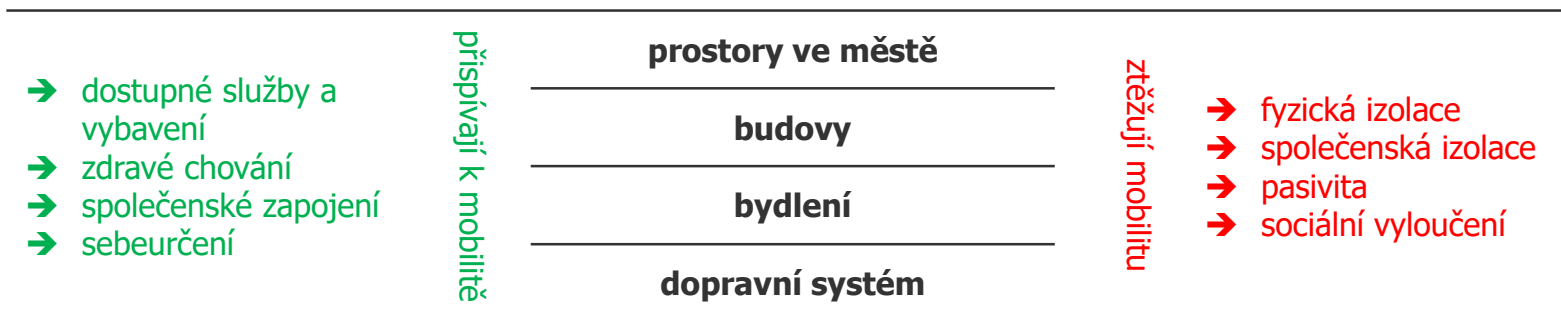 ➔ dostupné služby a
vybavení
➔ zdravé chování
➔ společenské zapojení
➔ sebeurčení
přispívají k mobilitě
prostory ve městě
budovy
bydlení
dopravní systém
ztěžují mobilitu
➔ fyzická izolace
➔ společenská izolace
➔ pasivita
➔ sociální vyloučení